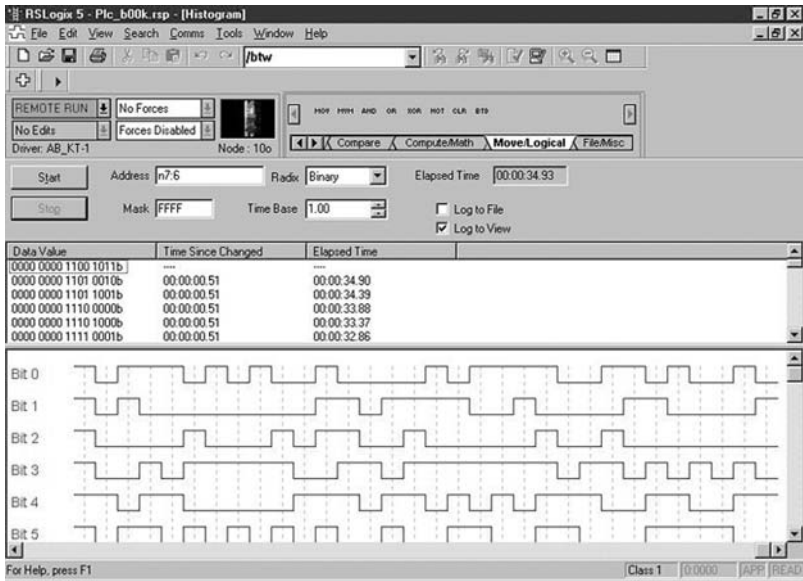 RSLogix 5 - Plc_b00k.rsp - [Histogram]
File Edit View Search Comms Tools Window Help
/btw
REMOTE RUN No Forces
No Edits Forces Disabled
Driver: AB_KT-1 Node : 10o
MOV MVM AND OR XOR NOT CLR BTD
Compare Compute/Math Move/Logical File/Misc
Start Address n7:6 Radix Binary Elapsed Time 00:00:34.93
Stop Mask FFFF Time Base 1.00 Log to File
Log to View
Data Value Time Since Changed Elapsed Time
0000 0000 1100 1011b ---- ----
0000 0000 1101 0010b 00:00:00.51 00:00:34.90
0000 0000 1101 1001b 00:00:00.51 00:00:34.39
0000 0000 1110 0000b 00:00:00.51 00:00:33.88
0000 0000 1110 1000b 00:00:00.51 00:00:33.37
0000 0000 1111 0001b 00:00:00.51 00:00:32.86
Bit 0
Bit 1
Bit 2
Bit 3
Bit 4
Bit 5
For Help, press F1 Class 1 0:0000 APP READ